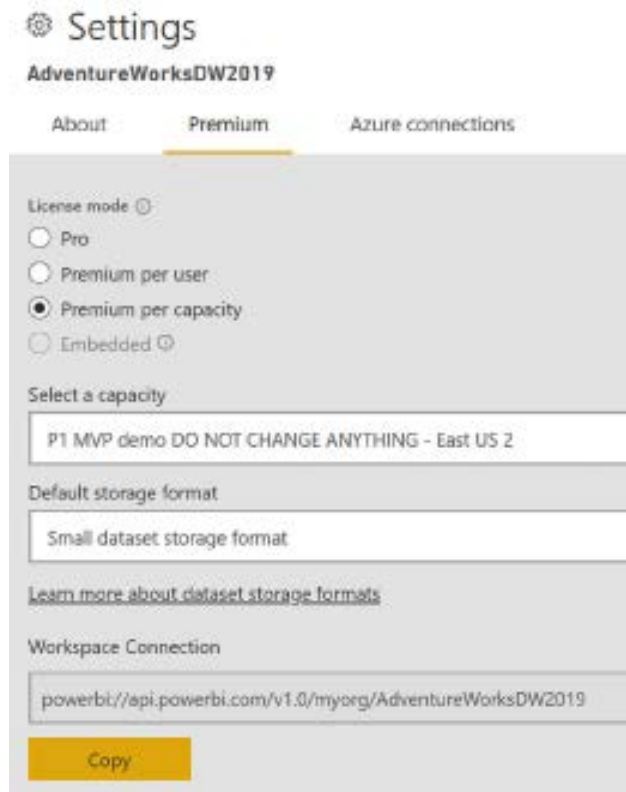 Settings
AdventureWorksDW2019
About Premium Azure connections
License mode
Pro
Premium per user
Premium per capacity
Embedded
Select a capacity
P1 MVP demo DO NOT CHANGE ANYTHING - East US 2
Default storage format
Small dataset storage format
Learn more about dataset storage formats
Workspace Connection
powerbi://api.powerbi.com/v1.0/myorg/AdventureWorksDW2019
Copy